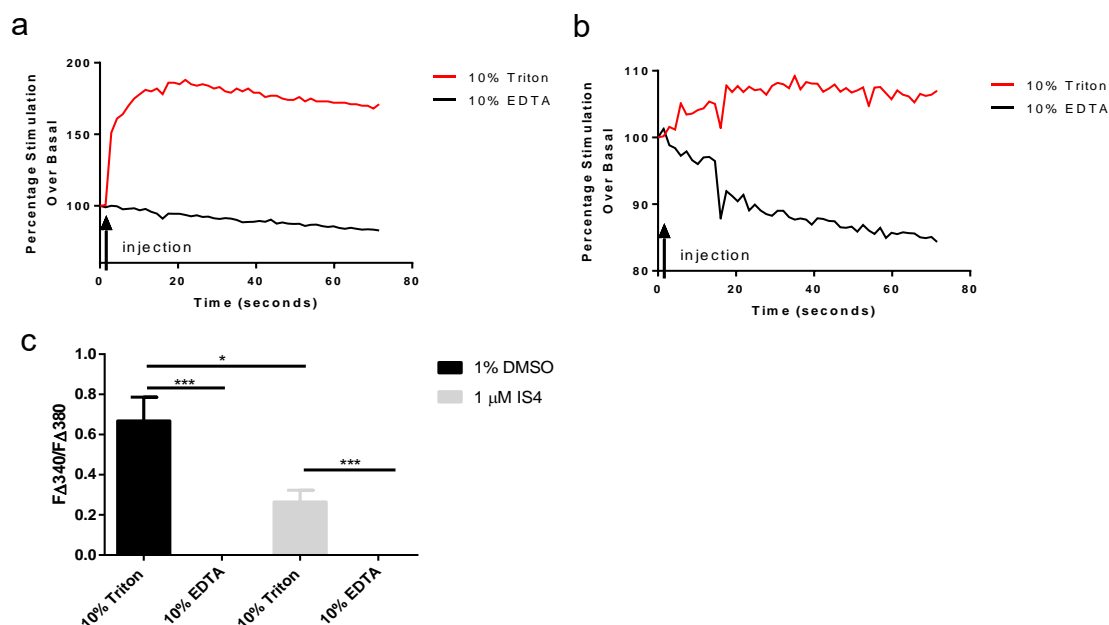 a
Percentage Stimulation
Over Basal
200
150
100
0
20
40
60
80
Time (seconds)
injection
10% Triton
10% EDTA
b
Percentage Stimulation
Over Basal
110
100
90
80
0
20
40
60
80
Time (seconds)
injection
10% Triton
10% EDTA
c
FΔ340/FΔ380
1.0
0.8
0.6
0.4
0.2
0.0
*
***
***
10% Triton
10% EDTA
10% Triton
10% EDTA
1% DMSO
1 μM IS4